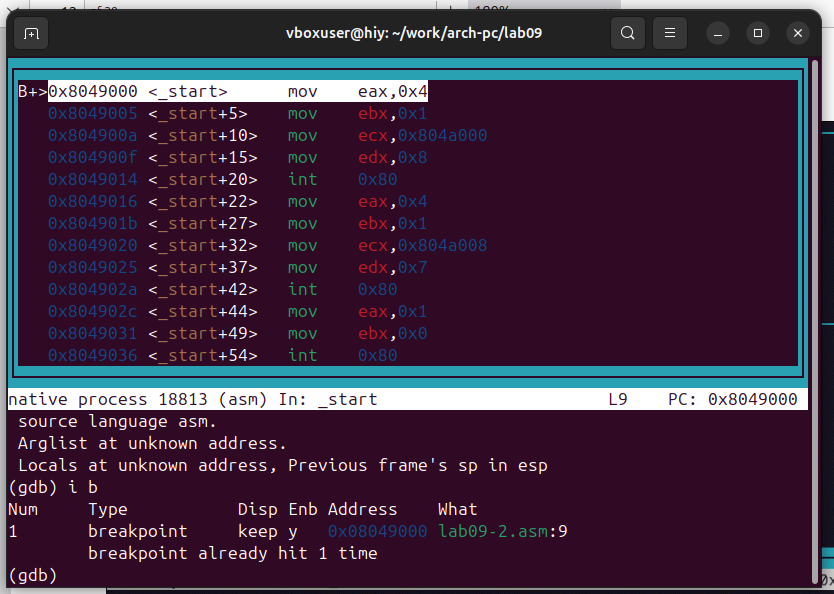 100%
vboxuser@hiy: ~/work/arch-pc/lab09
B+>0x8049000 <_start>      mov    eax,0x4
0x8049005 <_start+5>    mov    ebx,0x1
0x804900a <_start+10>   mov    ecx,0x804a000
0x804900f <_start+15>   mov    edx,0x8
0x8049014 <_start+20>   int    0x80
0x8049016 <_start+22>   mov    eax,0x4
0x804901b <_start+27>   mov    ebx,0x1
0x8049020 <_start+32>   mov    ecx,0x804a008
0x8049025 <_start+37>   mov    edx,0x7
0x804902a <_start+42>   int    0x80
0x804902c <_start+44>   mov    eax,0x1
0x8049031 <_start+49>   mov    ebx,0x0
0x8049036 <_start+54>   int    0x80
native process 18813 (asm) In: _start                       L9    PC: 0x8049000
source language asm.
Arglist at unknown address.
Locals at unknown address, Previous frame's sp in esp
(gdb) i b
Num     Type           Disp Enb Address    What
1       breakpoint     keep y   0x08049000 lab09-2.asm:9
breakpoint already hit 1 time
(gdb)